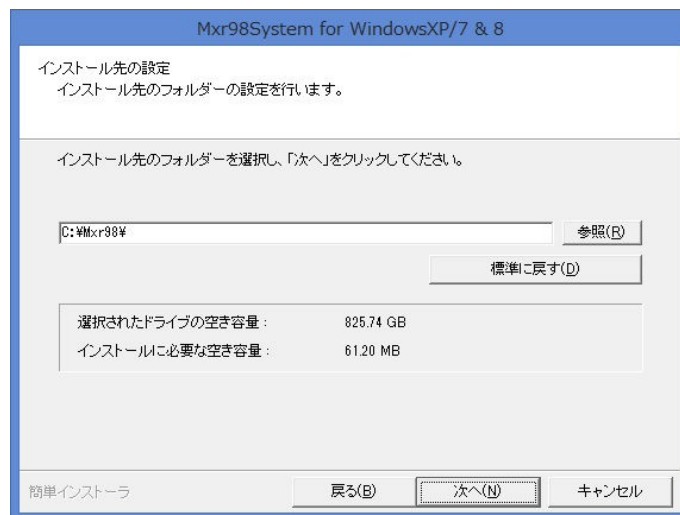 Mxr98System for WindowsXP/7 & 8
インストール先の設定
インストール先のフォルダーの設定を行います。
インストール先のフォルダーを選択し、「次へ」をクリックしてください。
C:¥Mxr98¥
参照(R)
標準に戻す(D)
選択されたドライブの空き容量： 825.74 GB
インストールに必要な空き容量： 61.20 MB
簡単インストーラ
戻る(B) 次へ(N) キャンセル